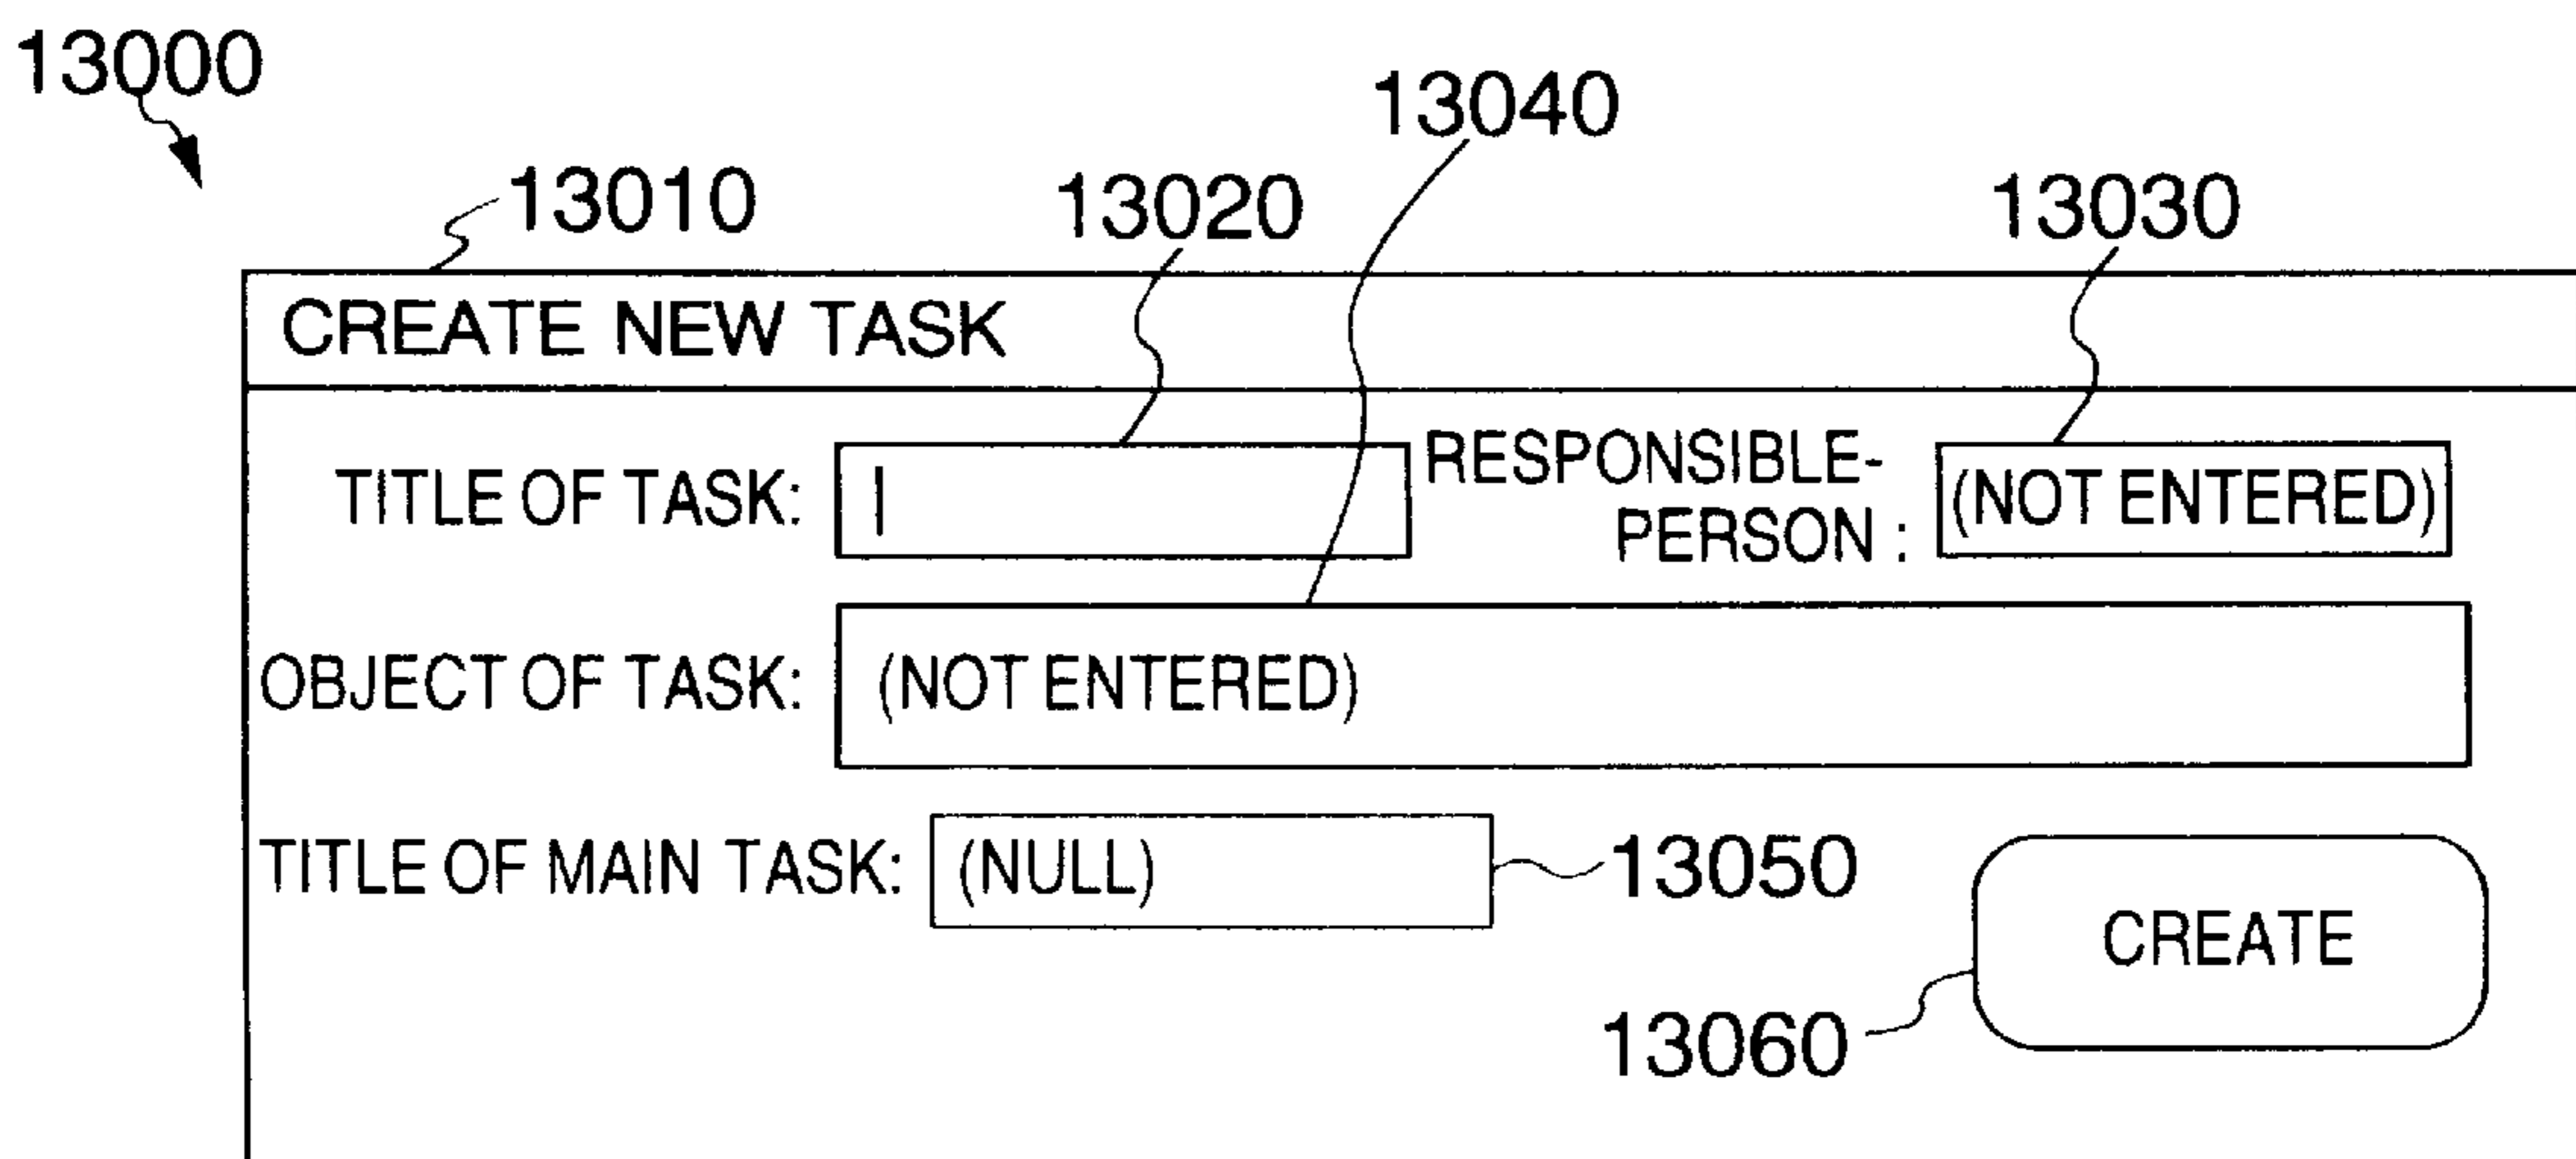 13000
13040
13010
13020
13030
CREATE NEW TASK
TITLE OF TASK: |
RESPONSIBLE-
PERSON :
(NOT ENTERED)
OBJECT OF TASK: (NOT ENTERED)
TITLE OF MAIN TASK: (NULL)
13050
CREATE
13060